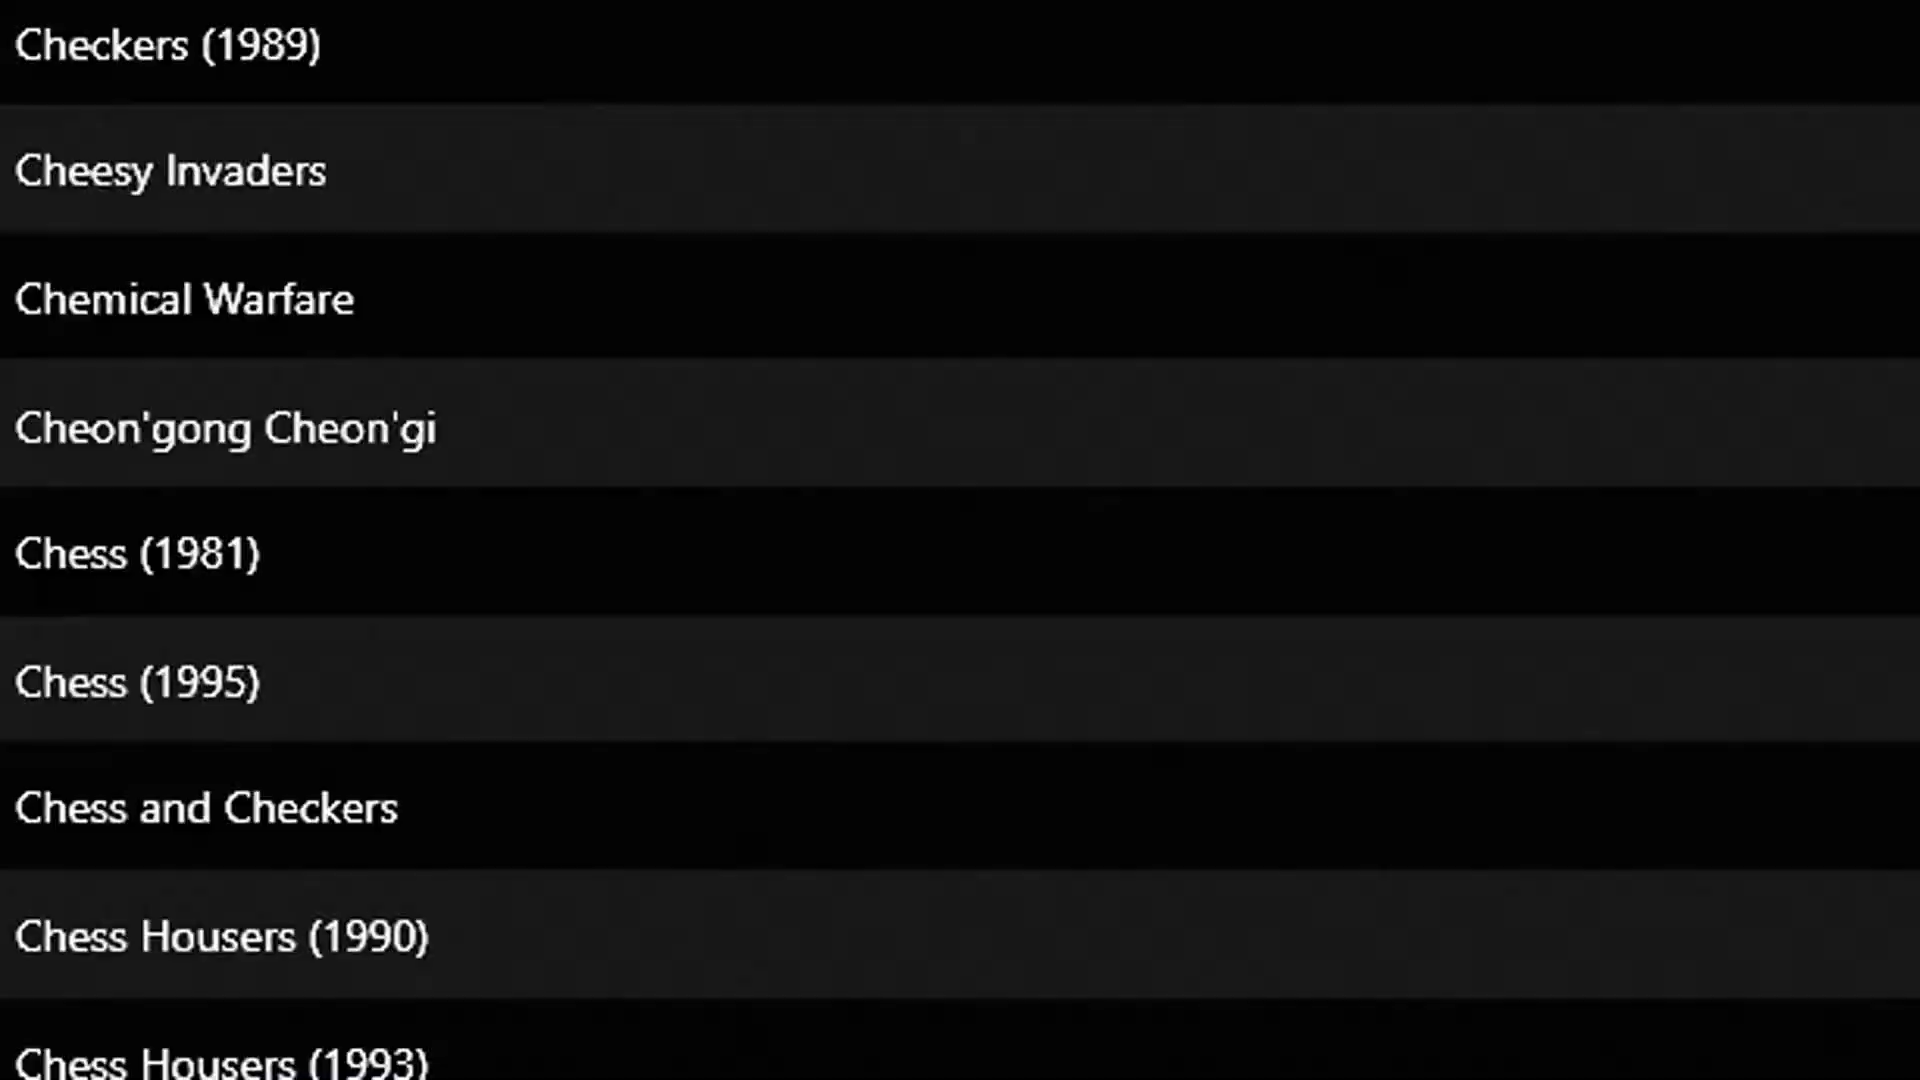 Checkers (1989)
Cheesy Invaders
Chemical Warfare
Cheon'gong Cheon'gi
Chess (1981)
Chess (1995)
Chess and Checkers
Chess Housers (1990)
Chess Housers (1993)